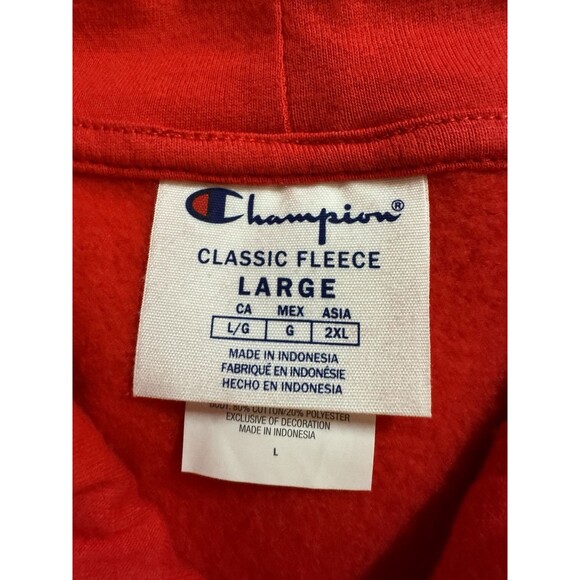 Champion®
CLASSIC FLEECE
LARGE
CA MEX ASIA
L/G G 2XL
MADE IN INDONESIA
FABRIQUÉ EN INDONÉSIE
HECHO EN INDONESIA
BODY: 80% COTTON/20% POLYESTER
EXCLUSIVE OF DECORATION
MADE IN INDONESIA
L